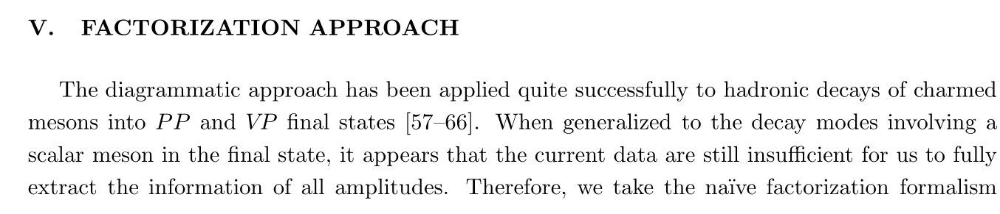 V. FACTORIZATION APPROACH
The diagrammatic approach has been applied quite successfully to hadronic decays of charmed
mesons into PP and VP final states [57–66]. When generalized to the decay modes involving a
scalar meson in the final state, it appears that the current data are still insufficient for us to fully
extract the information of all amplitudes. Therefore, we take the naïve factorization formalism